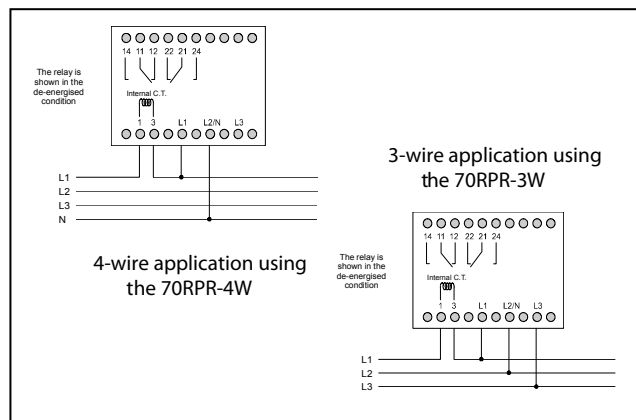 14 11 12 22 21 24
The relay is
shown in the
de-energised
condition
Internal C.T.
1 3 L1 L2/N L3
L1
L2
L3
N
4-wire application using
the 70RPR-4W
3-wire application using
the 70RPR-3W
14 11 12 22 21 24
The relay is
shown in the
de-energised
condition
Internal C.T.
1 3 L1 L2/N L3
L1
L2
L3